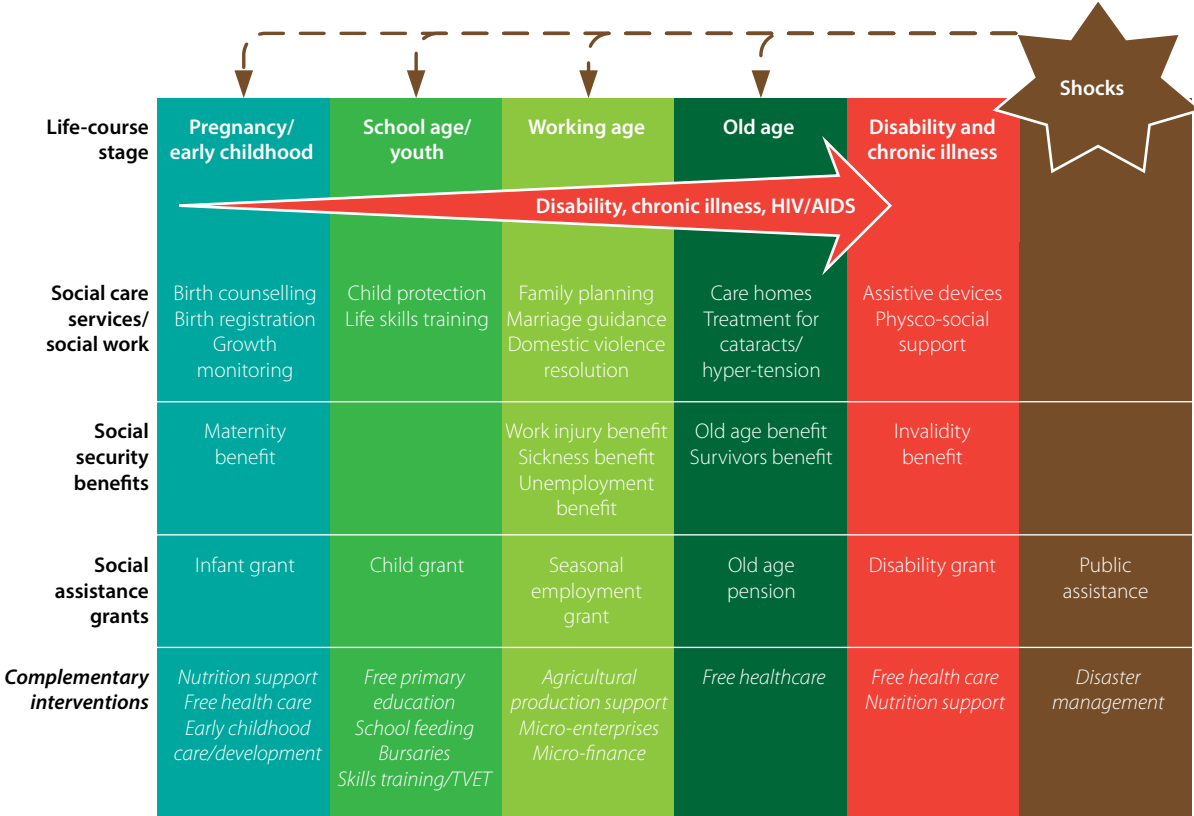 Shocks
Life-course
stage
Pregnancy/
early childhood
School age/
youth
Working age
Old age
Disability and
chronic illness
Disability, chronic illness, HIV/AIDS
Social care
services/
social work
Birth counselling
Birth registration
Growth
monitoring
Child protection
Life skills training
Family planning
Marriage guidance
Domestic violence
resolution
Care homes
Treatment for
cataracts/
hyper-tension
Assistive devices
Physco-social
support
Social
security
benefits
Maternity
benefit
Work injury benefit
Sickness benefit
Unemployment
benefit
Old age benefit
Survivors benefit
Invalidity
benefit
Social
assistance
grants
Infant grant
Child grant
Seasonal
employment
grant
Old age
pension
Disability grant
Public
assistance
Complementary
interventions
Nutrition support
Free health care
Early childhood
care/development
Free primary
education
School feeding
Bursaries
Skills training/TVET
Agricultural
production support
Micro-enterprises
Micro-finance
Free healthcare
Free health care
Nutrition support
Disaster
management